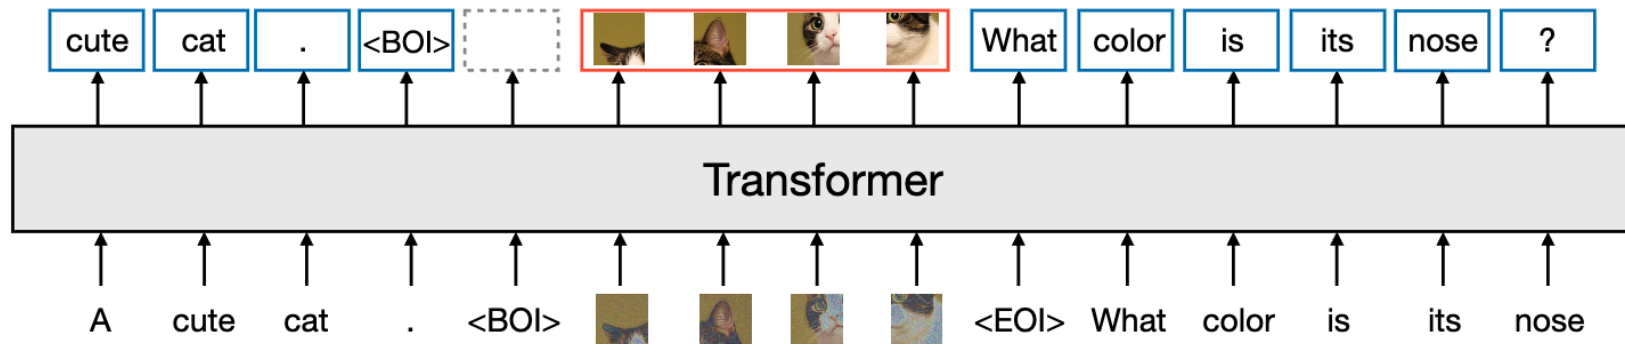 cute cat . <BOI> What color is its nose ?
Transformer
A cute cat . <BOI> <EOI> What color is its nose